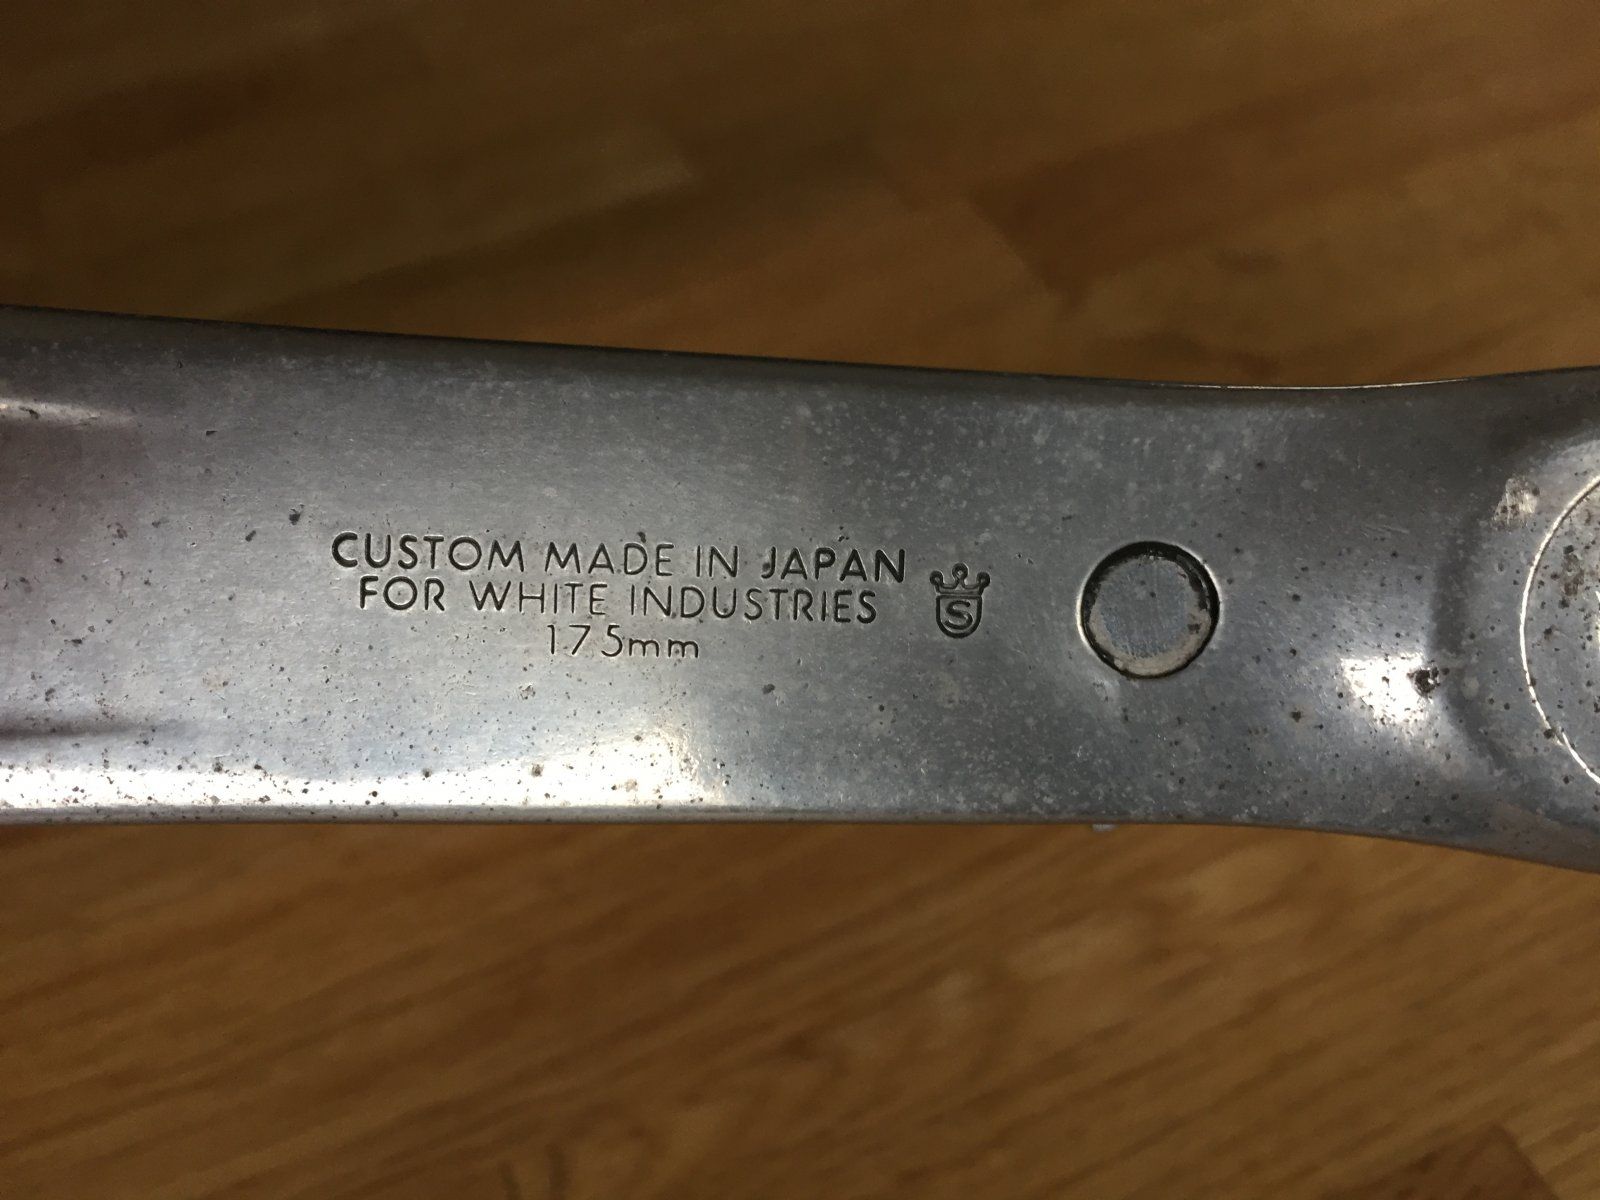 CUSTOM MADE IN JAPAN
FOR WHITE INDUSTRIES
175mm
S